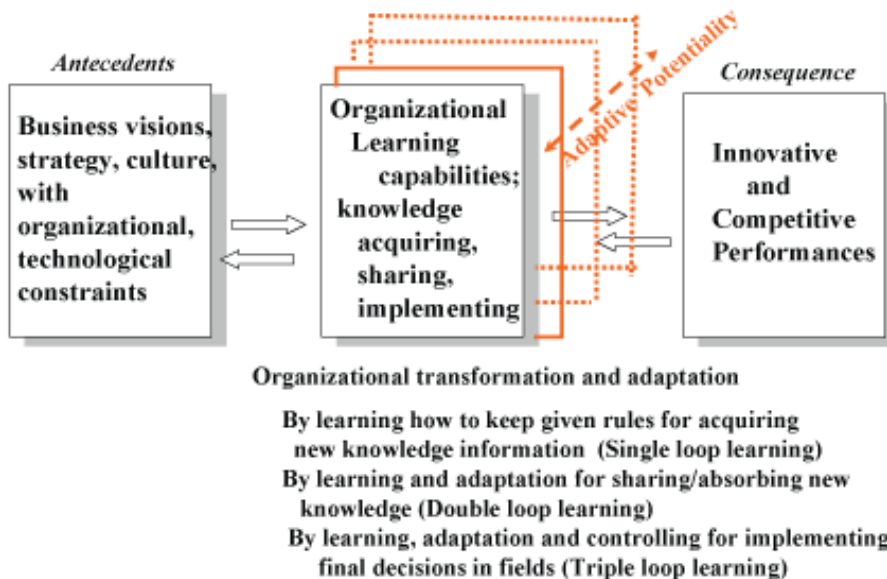 Antecedents
Business visions,
strategy, culture,
with
organizational,
technological
constraints
Organizational
Learning
capabilities;
knowledge
acquiring,
sharing,
implementing
Adaptive Potentiality
Consequence
Innovative
and
Competitive
Performances
Organizational transformation and adaptation
By learning how to keep given rules for acquiring
new knowledge information (Single loop learning)
By learning and adaptation for sharing/absorbing new
knowledge (Double loop learning)
By learning, adaptation and controlling for implementing
final decisions in fields (Triple loop learning)